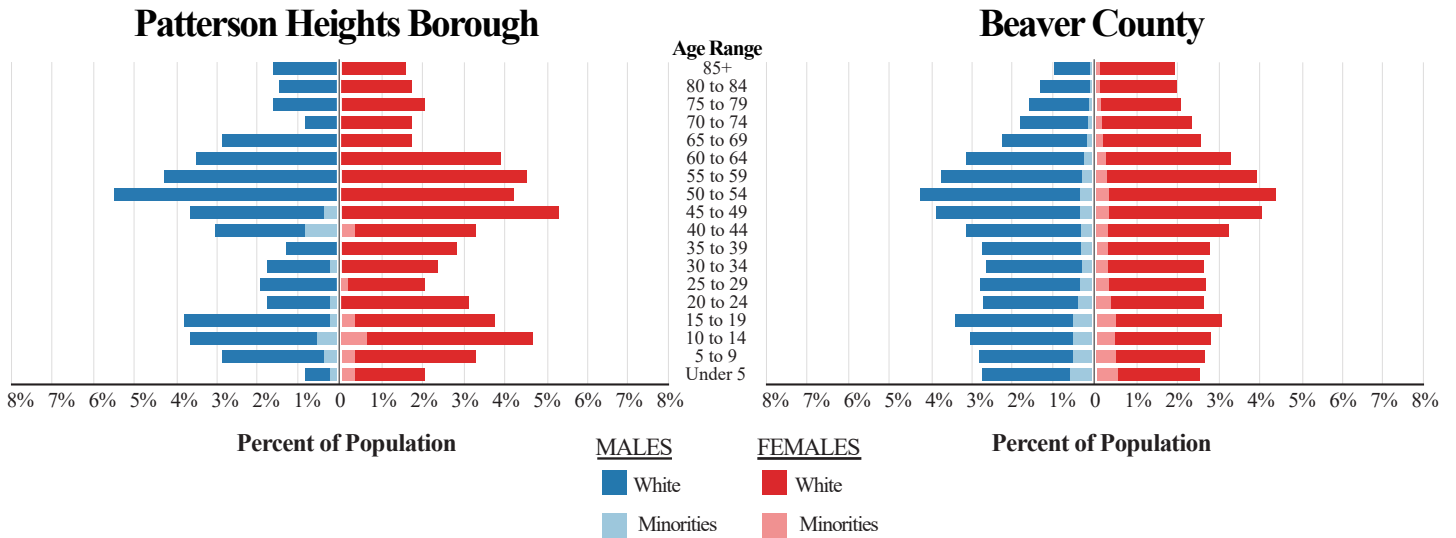 Patterson Heights Borough
Beaver County
Age Range
85+
80 to 84
75 to 79
70 to 74
65 to 69
60 to 64
55 to 59
50 to 54
45 to 49
40 to 44
35 to 39
30 to 34
25 to 29
20 to 24
15 to 19
10 to 14
5 to 9
Under 5
8% 7% 6% 5% 4% 3% 2% 1% 0 1% 2% 3% 4% 5% 6% 7% 8%
8% 7% 6% 5% 4% 3% 2% 1% 0 1% 2% 3% 4% 5% 6% 7% 8%
Percent of Population
Percent of Population
MALES
FEMALES
White
White
Minorities
Minorities